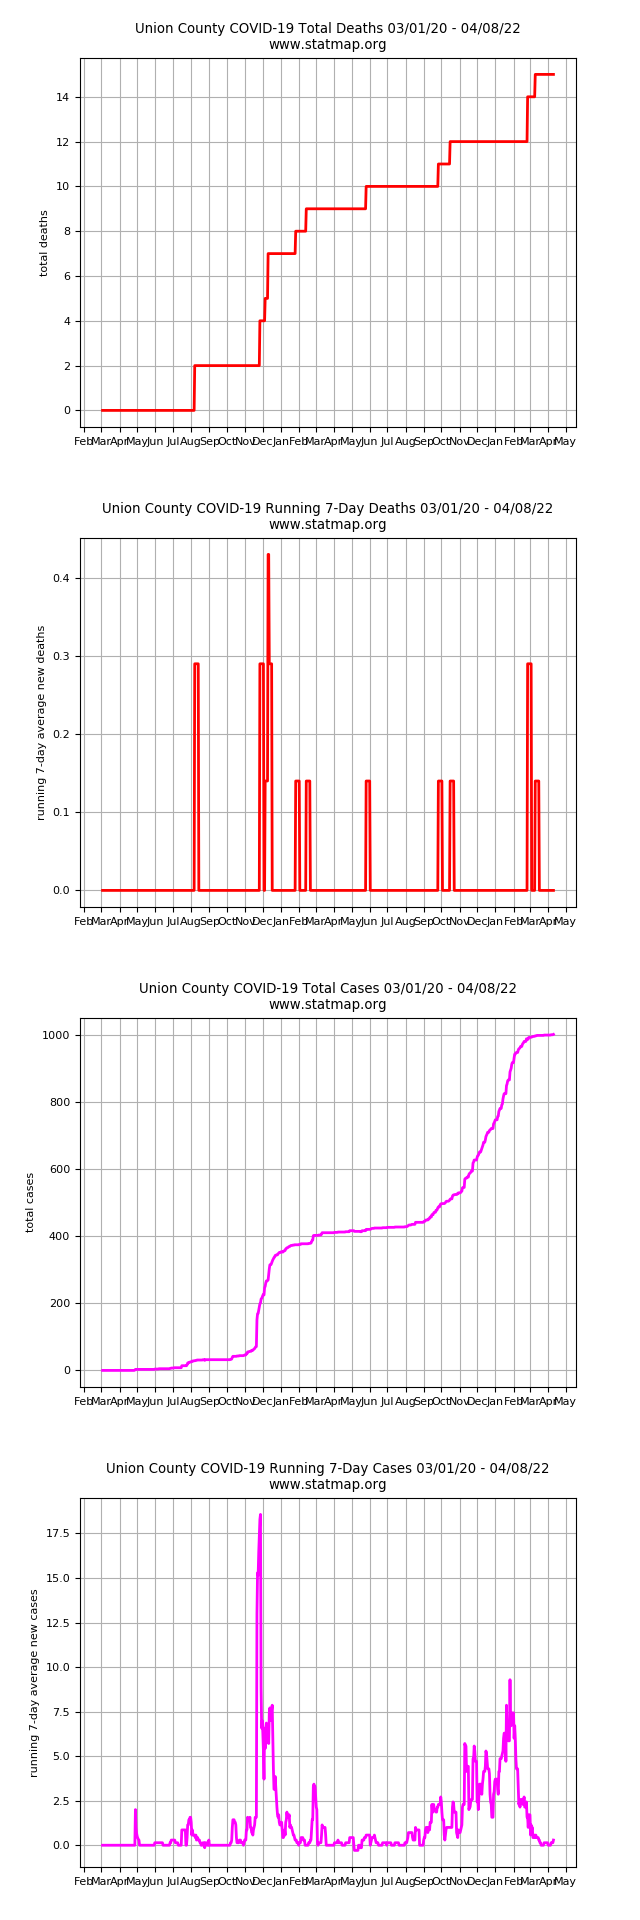 Union County COVID-19 Total Deaths 03/01/20 - 04/08/22
www.statmap.org
14
12
10
8
6
4
2
0
total deaths
Feb Mar Apr May Jun Jul Aug Sep Oct Nov Dec Jan Feb Mar Apr May Jun Jul Aug Sep Oct Nov Dec Jan Feb Mar Apr May
Union County COVID-19 Running 7-Day Deaths 03/01/20 - 04/08/22
www.statmap.org
0.4
0.3
0.2
0.1
0.0
running 7-day average new deaths
Feb Mar Apr May Jun Jul Aug Sep Oct Nov Dec Jan Feb Mar Apr May Jun Jul Aug Sep Oct Nov Dec Jan Feb Mar Apr May
Union County COVID-19 Total Cases 03/01/20 - 04/08/22
www.statmap.org
1000
800
600
400
200
0
total cases
Feb Mar Apr May Jun Jul Aug Sep Oct Nov Dec Jan Feb Mar Apr May Jun Jul Aug Sep Oct Nov Dec Jan Feb Mar Apr May
Union County COVID-19 Running 7-Day Cases 03/01/20 - 04/08/22
www.statmap.org
17.5
15.0
12.5
10.0
7.5
5.0
2.5
0.0
running 7-day average new cases
Feb Mar Apr May Jun Jul Aug Sep Oct Nov Dec Jan Feb Mar Apr May Jun Jul Aug Sep Oct Nov Dec Jan Feb Mar Apr May